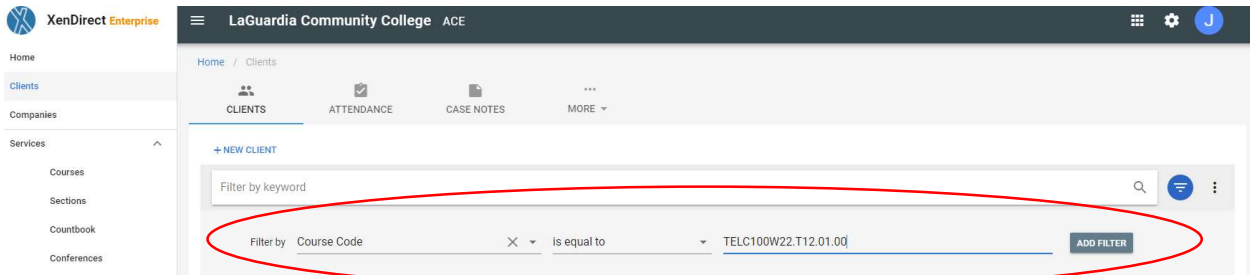 XenDirect Enterprise
LaGuardia Community College ACE
J
Home
Clients
Companies
Services
Courses
Sections
Countbook
Conferences
Home / Clients
CLIENTS
ATTENDANCE
CASE NOTES
MORE
+ NEW CLIENT
Filter by keyword
Filter by Course Code is equal to TELC100W22.T12.01.00 ADD FILTER